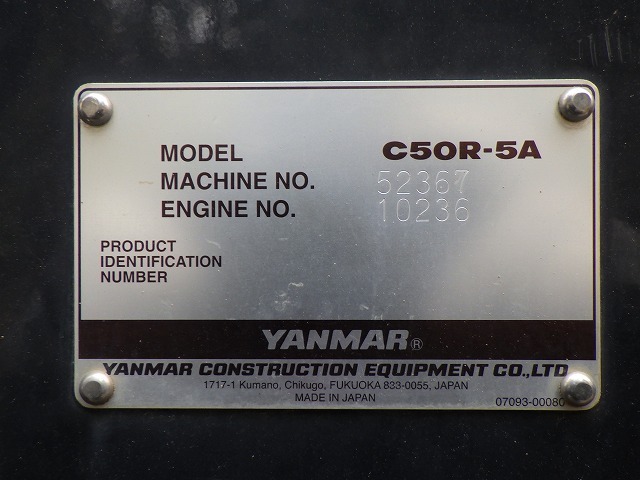 MODEL C50R-5A
MACHINE NO. 52367
ENGINE NO. 10236
PRODUCT
IDENTIFICATION
NUMBER
YANMAR®
YANMAR CONSTRUCTION EQUIPMENT CO.,LTD
1717-1 Kumano, Chikugo, FUKUOKA 833-0055, JAPAN
MADE IN JAPAN
07093-00080